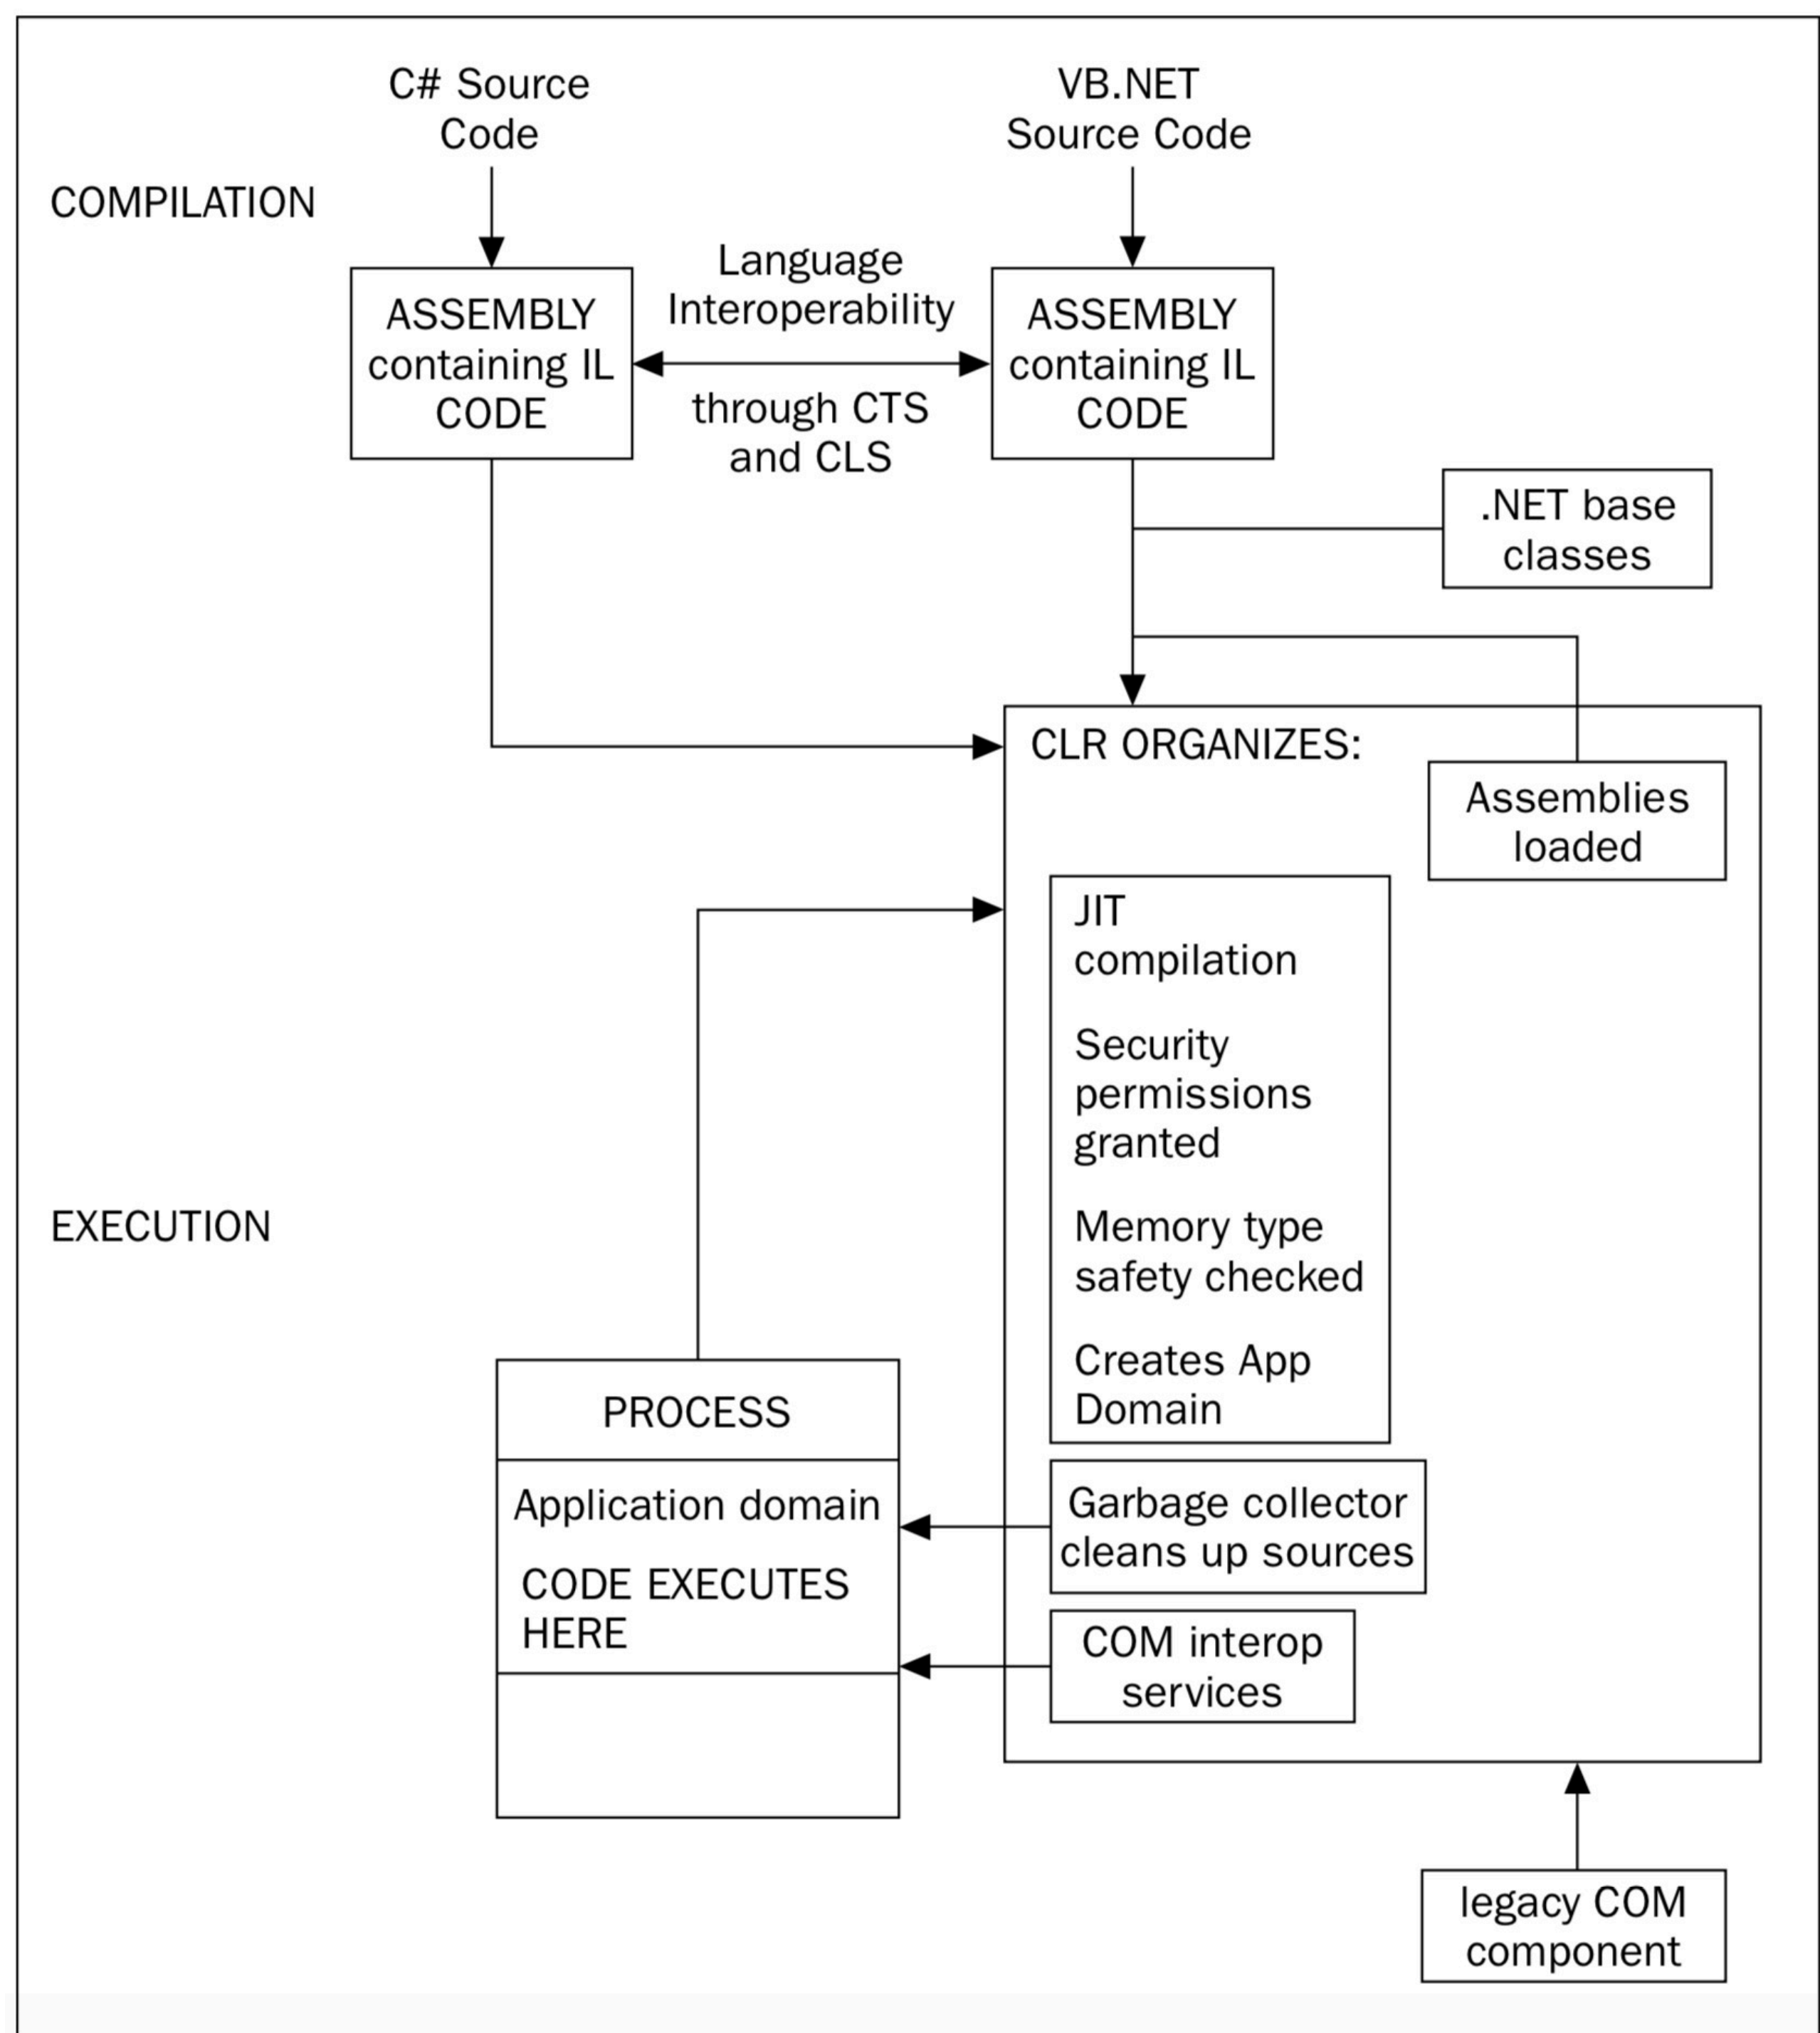 C# Source
Code
VB.NET
Source Code
COMPILATION
ASSEMBLY
containing IL
CODE
Language
Interoperability
through CTS
and CLS
ASSEMBLY
containing IL
CODE
.NET base
classes
CLR ORGANIZES:
Assemblies
loaded
JIT
compilation
Security
permissions
granted
Memory type
safety checked
Creates App
Domain
EXECUTION
PROCESS
Application domain
CODE EXECUTES
HERE
Garbage collector
cleans up sources
COM interop
services
legacy COM
component